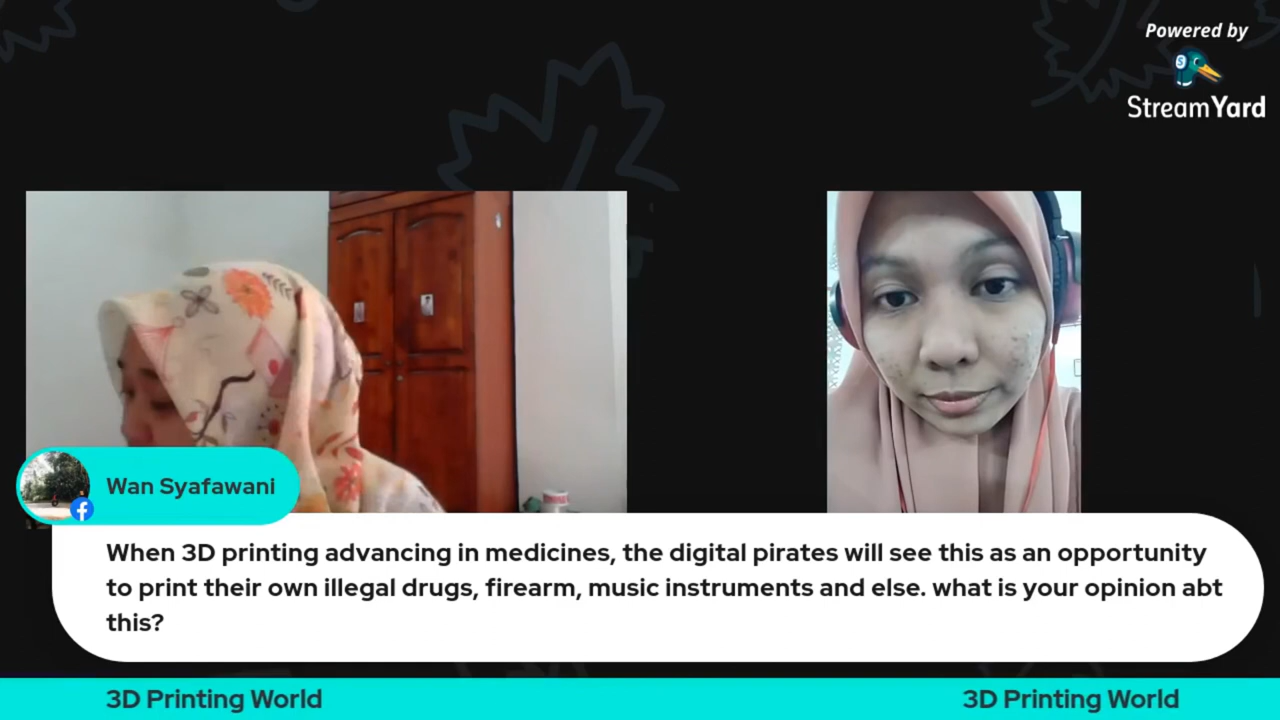 Powered by
StreamYard
Wan Syafawani
When 3D printing advancing in medicines, the digital pirates will see this as an opportunity
to print their own illegal drugs, firearm, music instruments and else. what is your opinion abt
this?
3D Printing World
3D Printing World